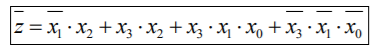 z̅ = x̅₁ · x₂ + x₃ · x₂ + x₃ · x₁ · x₀ + x̅₃ · x̅₁ · x̅₀